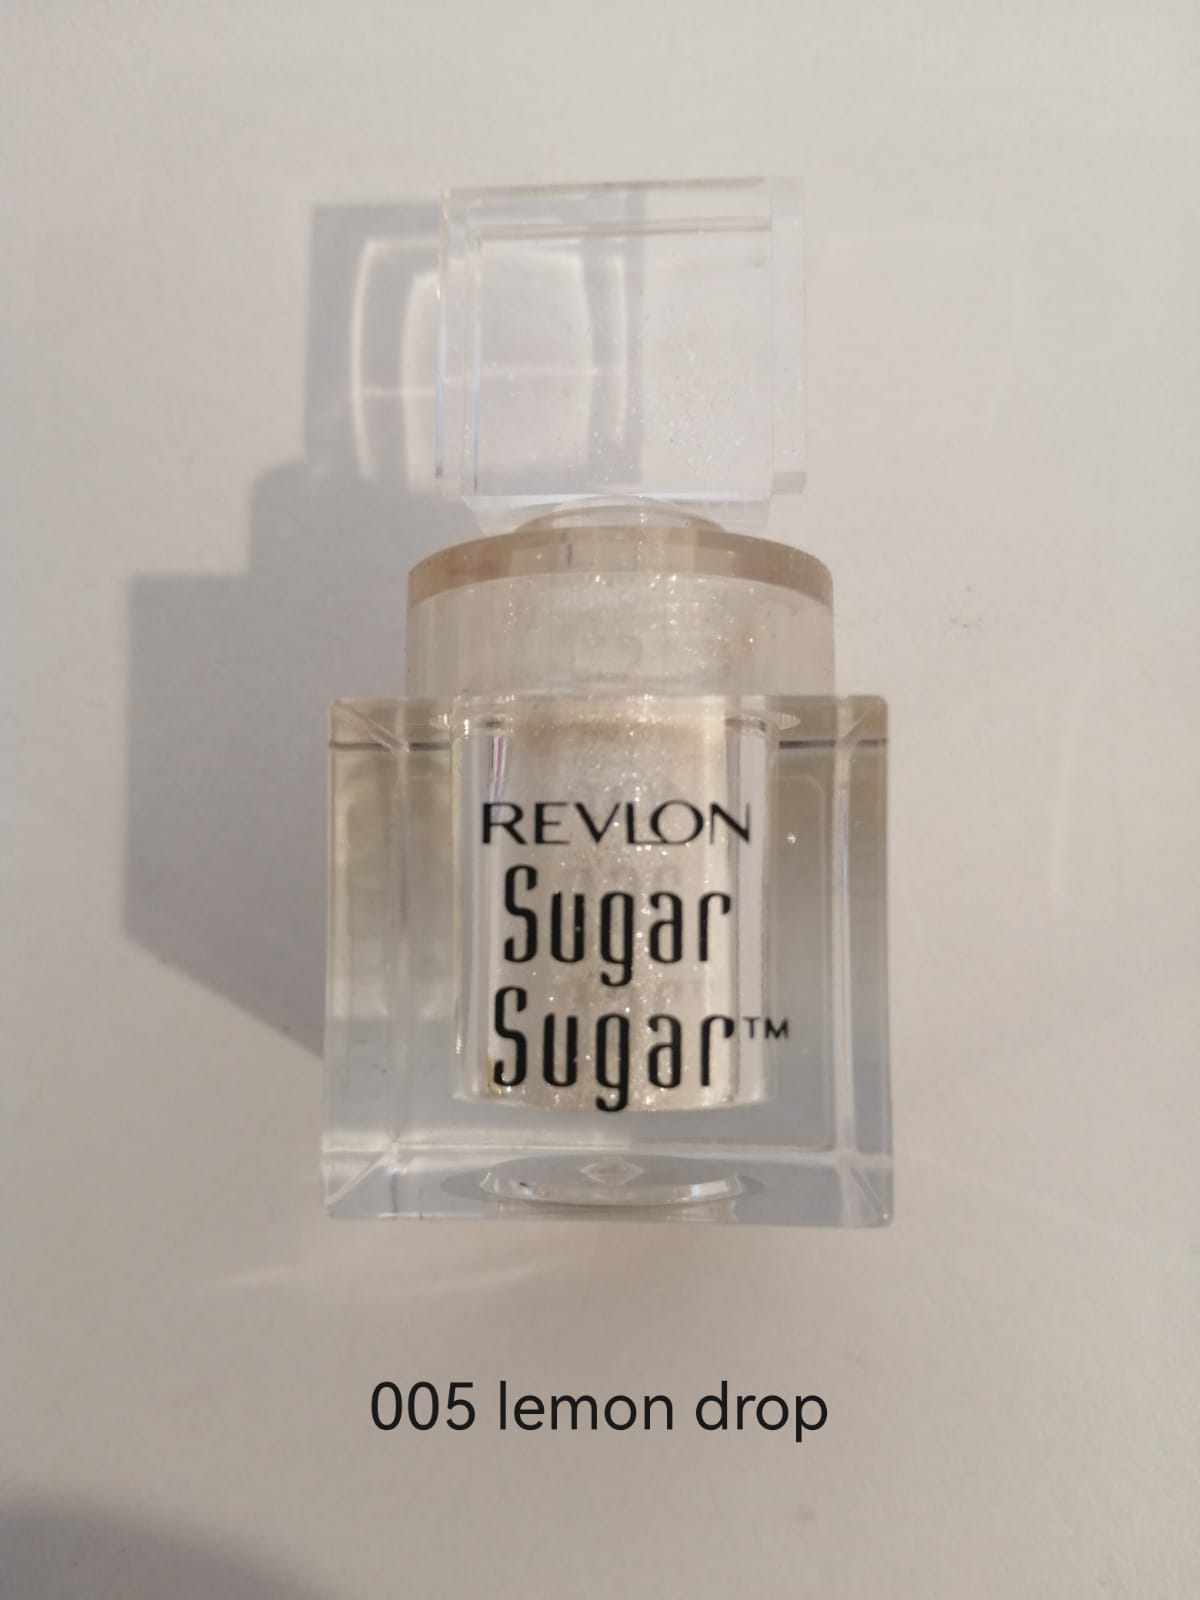 REVLON
Sugar
Sugar™
005 lemon drop